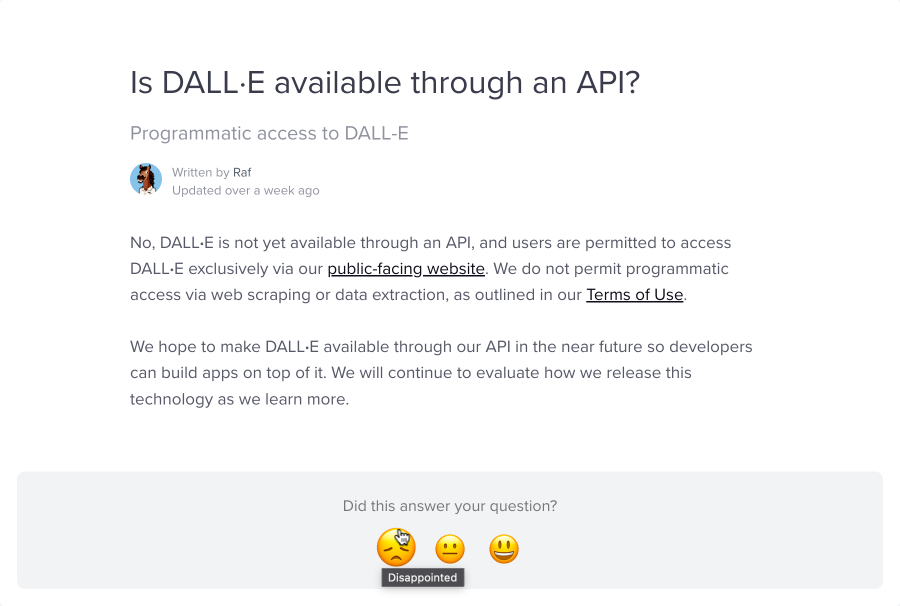 Is DALL·E available through an API?
Programmatic access to DALL-E
Written by Raf
Updated over a week ago
No, DALL·E is not yet available through an API, and users are permitted to access
DALL·E exclusively via our public-facing website. We do not permit programmatic
access via web scraping or data extraction, as outlined in our Terms of Use.
We hope to make DALL·E available through our API in the near future so developers
can build apps on top of it. We will continue to evaluate how we release this
technology as we learn more.
Did this answer your question?
Disappointed